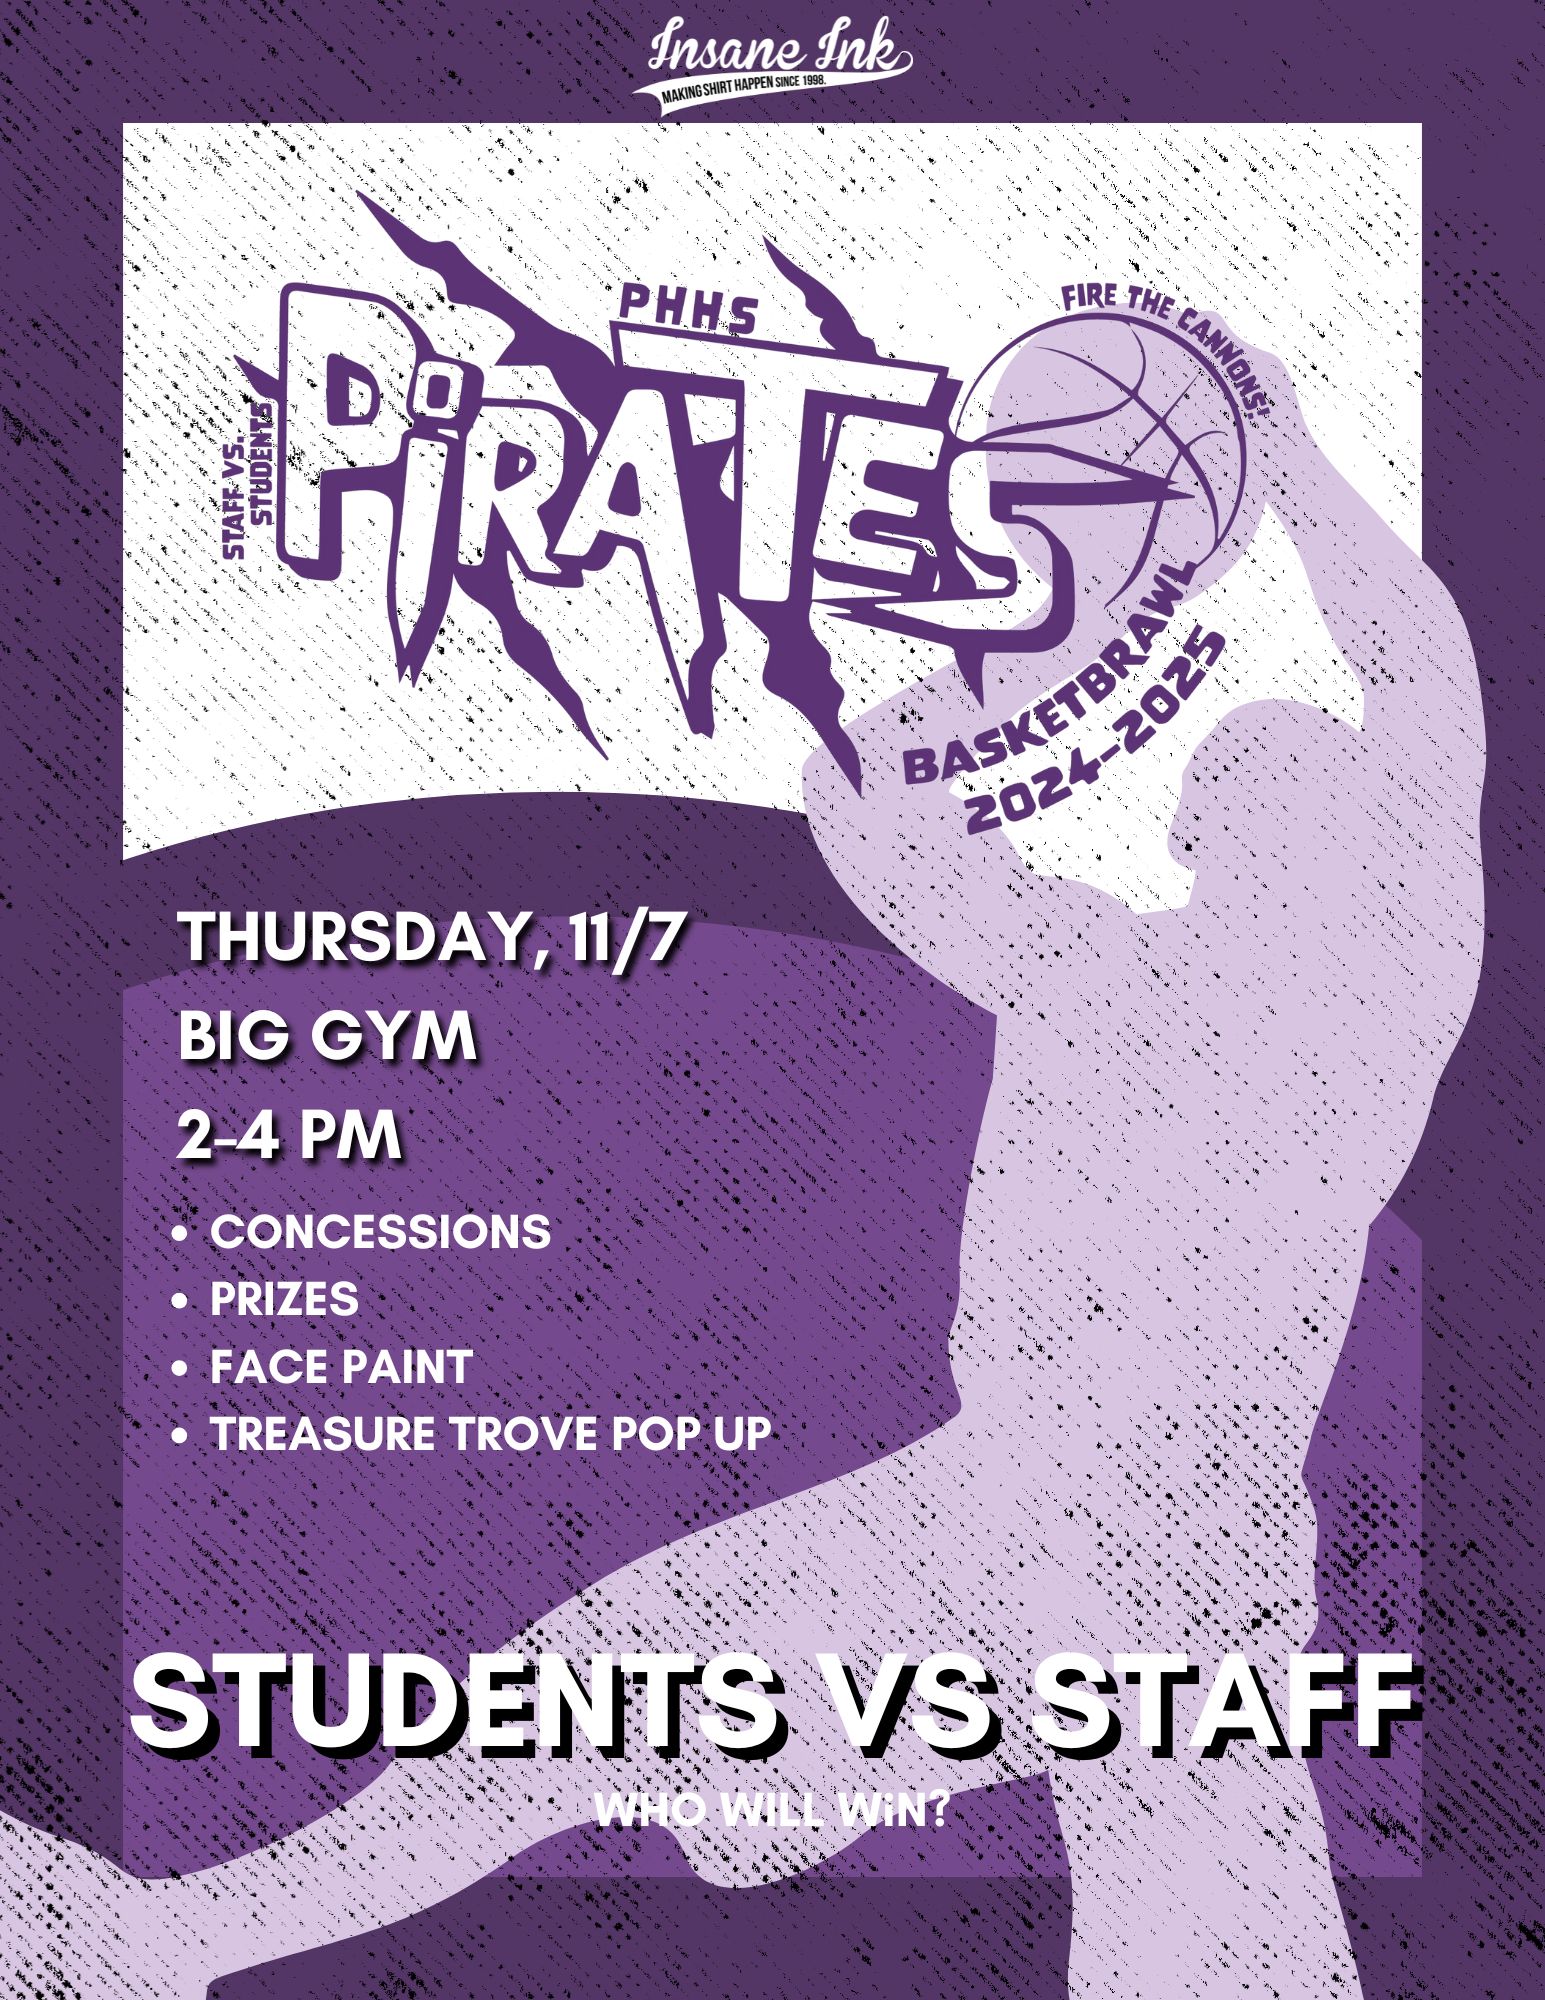 Insane Ink
MAKING SHIRT HAPPEN SINCE 1998.
PHHS
FIRE THE CANNONS!
STAFF VS.
STUDENTS
PiRATES
BASKETBRAWL
2024-2025
THURSDAY, 11/7
BIG GYM
2-4 PM
• CONCESSIONS
• PRIZES
• FACE PAINT
• TREASURE TROVE POP UP
STUDENTS VS STAFF
WHO WILL WiN?